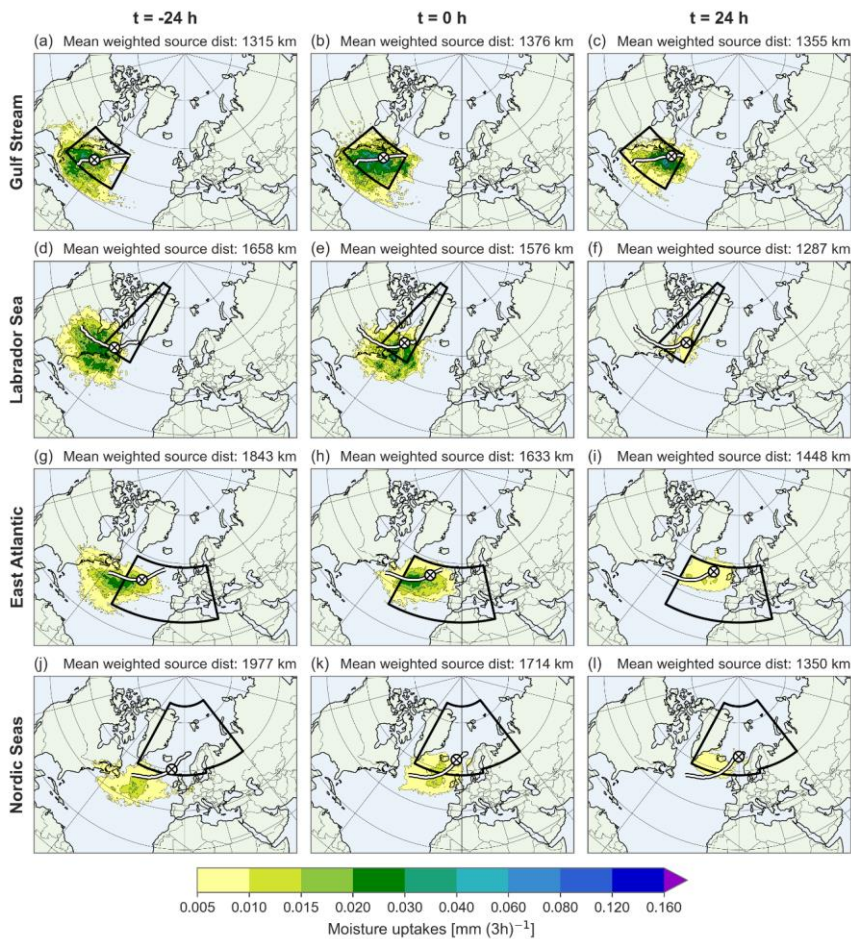 t = -24 h
t = 0 h
t = 24 h
(a) Mean weighted source dist: 1315 km
(b) Mean weighted source dist: 1376 km
(c) Mean weighted source dist: 1355 km
Gulf Stream
(d) Mean weighted source dist: 1658 km
(e) Mean weighted source dist: 1576 km
(f) Mean weighted source dist: 1287 km
Labrador Sea
(g) Mean weighted source dist: 1843 km
(h) Mean weighted source dist: 1633 km
(i) Mean weighted source dist: 1448 km
East Atlantic
(j) Mean weighted source dist: 1977 km
(k) Mean weighted source dist: 1714 km
(l) Mean weighted source dist: 1350 km
Nordic Seas
0.005 0.010 0.015 0.020 0.030 0.040 0.060 0.080 0.120 0.160
Moisture uptakes [mm (3h)⁻¹]